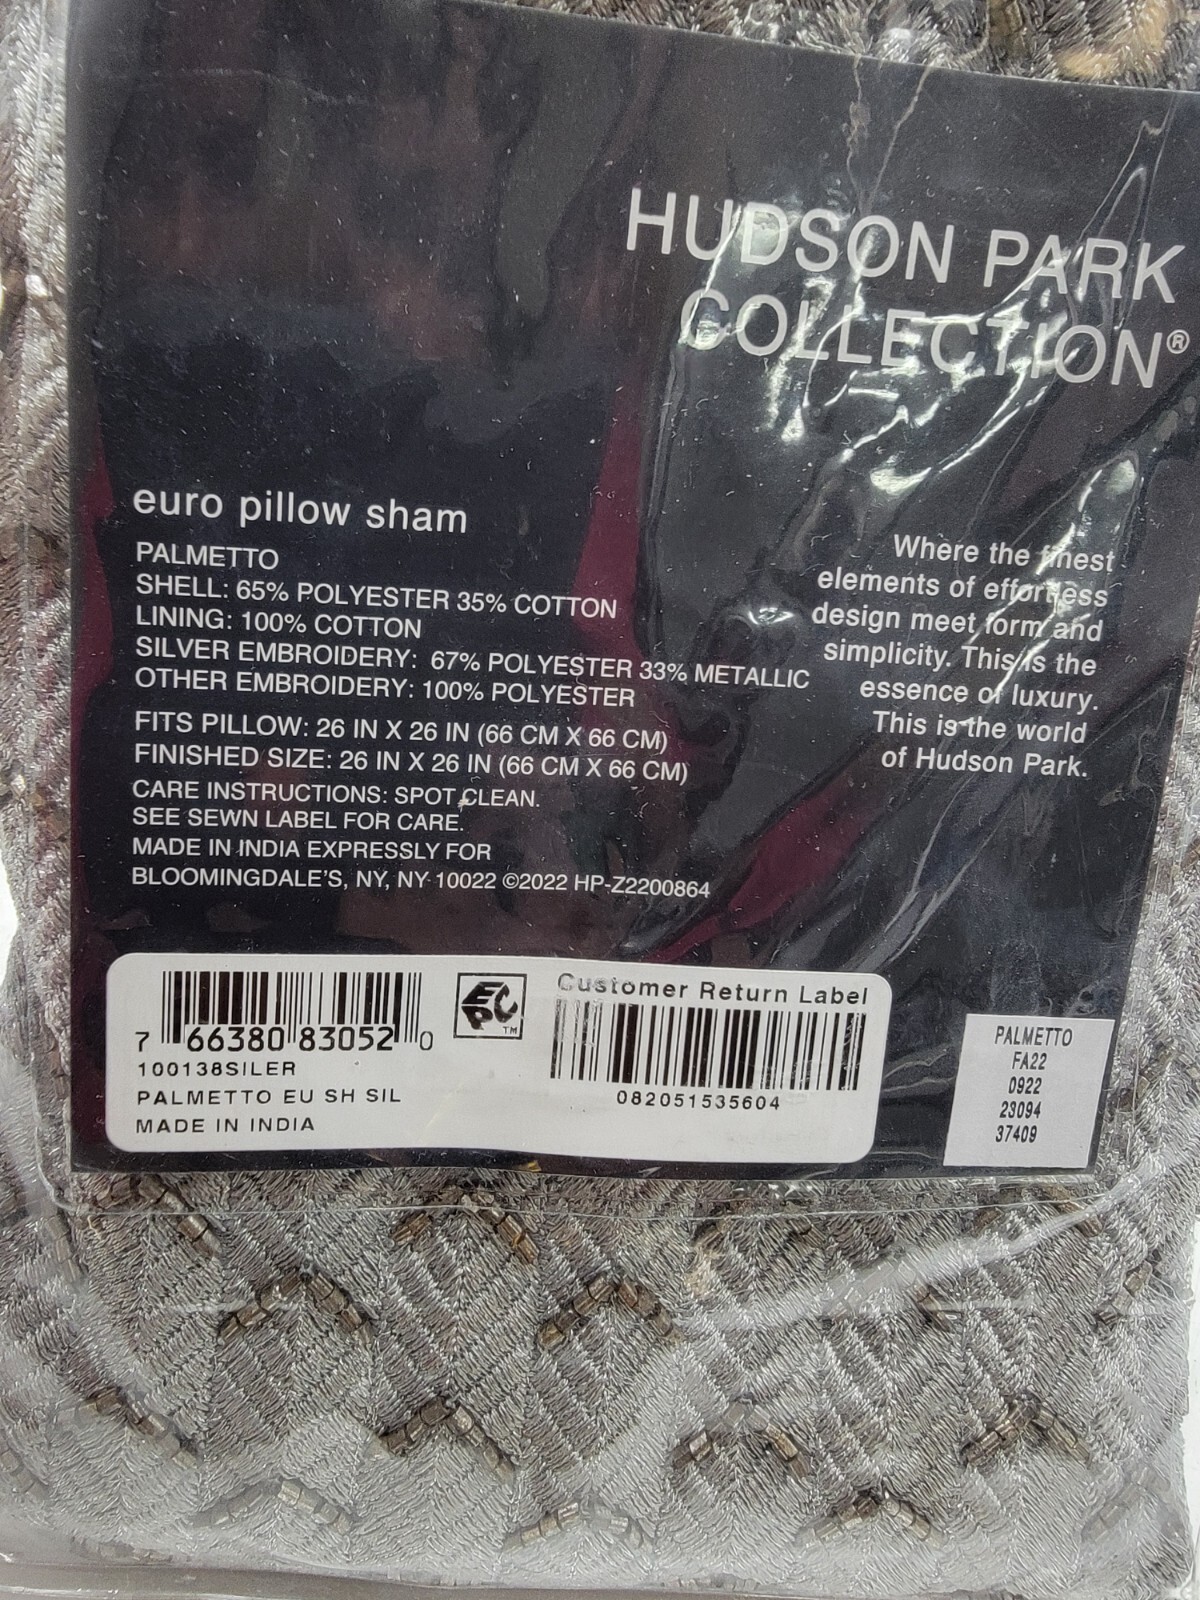 HUDSON PARK
COLLECTION®
euro pillow sham
PALMETTO
SHELL: 65% POLYESTER 35% COTTON
LINING: 100% COTTON
SILVER EMBROIDERY: 67% POLYESTER 33% METALLIC
OTHER EMBROIDERY: 100% POLYESTER
FITS PILLOW: 26 IN X 26 IN (66 CM X 66 CM)
FINISHED SIZE: 26 IN X 26 IN (66 CM X 66 CM)
CARE INSTRUCTIONS: SPOT CLEAN.
SEE SEWN LABEL FOR CARE.
MADE IN INDIA EXPRESSLY FOR
BLOOMINGDALE'S, NY, NY 10022 ©2022 HP-Z2200864
Where the finest
elements of effortless
design meet form and
simplicity. This is the
essence of luxury.
This is the world
of Hudson Park.
7 66380 83052 0
100138SILER
PALMETTO EU SH SIL
MADE IN INDIA
EPC TM
Customer Return Label
082051535604
PALMETTO
FA22
0922
23094
37409